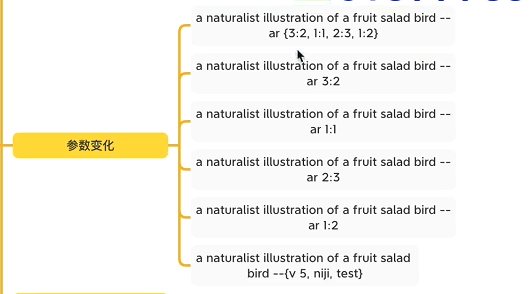 a naturalist illustration of a fruit salad bird --
ar {3:2, 1:1, 2:3, 1:2}
a naturalist illustration of a fruit salad bird --
ar 3:2
a naturalist illustration of a fruit salad bird --
ar 1:1
参数变化
a naturalist illustration of a fruit salad bird --
ar 2:3
a naturalist illustration of a fruit salad bird --
ar 1:2
a naturalist illustration of a fruit salad
bird --{v 5, niji, test}